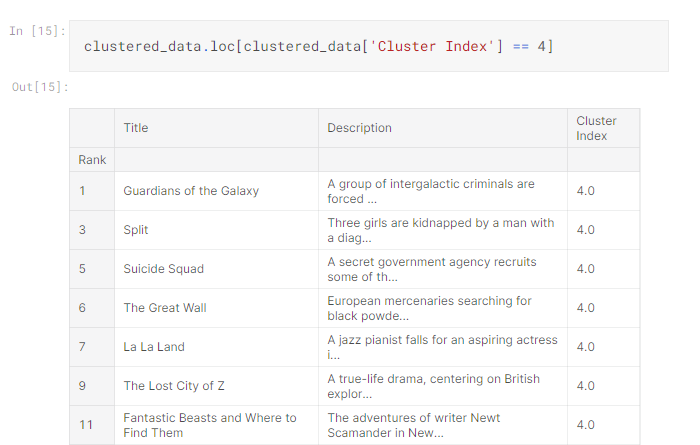 In [15]:
clustered_data.loc[clustered_data['Cluster Index'] == 4]
Out[15]:
Title Description Cluster
Index
Rank
1 Guardians of the Galaxy A group of intergalactic criminals are
forced ... 4.0
3 Split Three girls are kidnapped by a man with
a diag... 4.0
5 Suicide Squad A secret government agency recruits
some of th... 4.0
6 The Great Wall European mercenaries searching for
black powde... 4.0
7 La La Land A jazz pianist falls for an aspiring actress
i... 4.0
9 The Lost City of Z A true-life drama, centering on British
explor... 4.0
11 Fantastic Beasts and Where to
Find Them The adventures of writer Newt
Scamander in New... 4.0